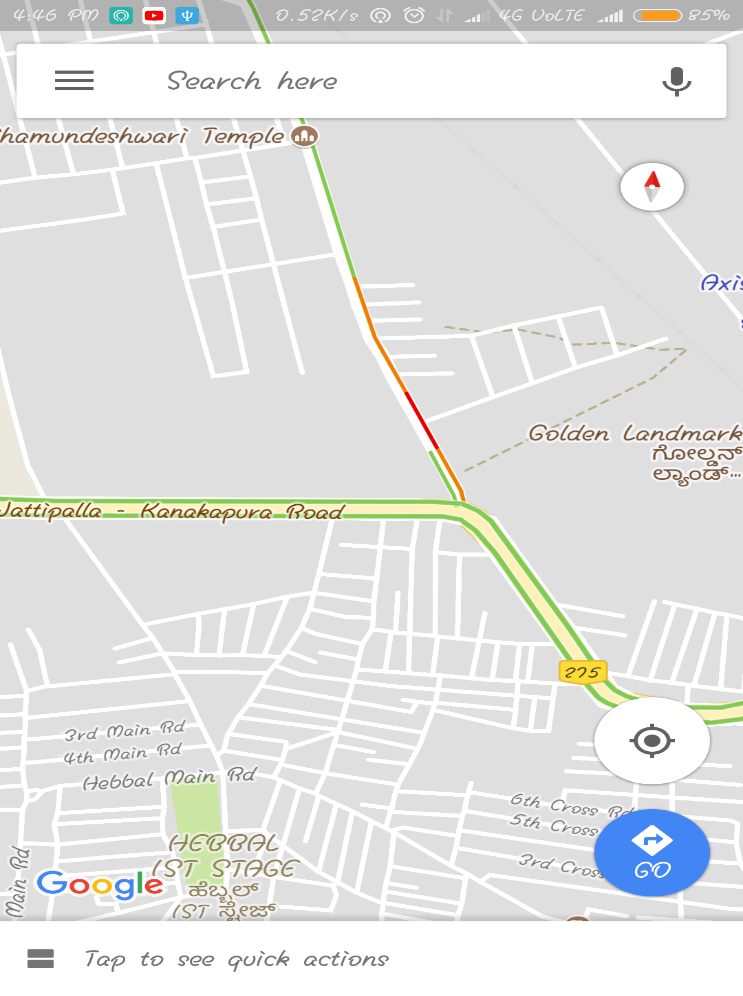 4:46 PM 0.52K/s 4G VoLTE 85%
Search here
Chamundeshwari Temple
Axis
Golden Landmark
ಗೋಲ್ಡನ್
ಲ್ಯಾಂಡ್...
Jattipalla - Kanakapura Road
275
3rd Main Rd
4th Main Rd
Hebbal Main Rd
6th Cross Rd
5th Cross
3rd Cross
HEBBAL
1ST STAGE
ಹೆಬ್ಬಲ್
1ST ಸ್ಟೇಜ್
Main Rd
Google
GO
Tap to see quick actions